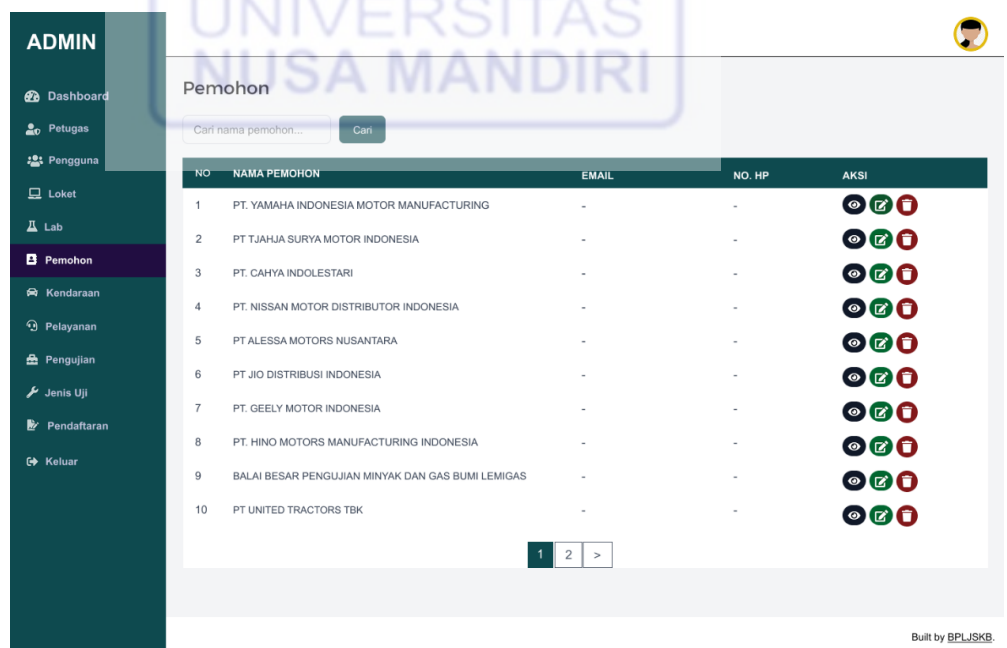 UNIVERSITAS
NUSA MANDIRI
ADMIN
Dashboard
Petugas
Pengguna
Loket
Lab
Pemohon
Kendaraan
Pelayanan
Pengujian
Jenis Uji
Pendaftaran
Keluar
Pemohon
Cari nama pemohon... Cari
NO NAMA PEMOHON EMAIL NO. HP AKSI
1 PT. YAMAHA INDONESIA MOTOR MANUFACTURING - -
2 PT TJAHJA SURYA MOTOR INDONESIA - -
3 PT. CAHYA INDOLESTARI - -
4 PT. NISSAN MOTOR DISTRIBUTOR INDONESIA - -
5 PT ALESSA MOTORS NUSANTARA - -
6 PT JIO DISTRIBUSI INDONESIA - -
7 PT. GEELY MOTOR INDONESIA - -
8 PT. HINO MOTORS MANUFACTURING INDONESIA - -
9 BALAI BESAR PENGUJIAN MINYAK DAN GAS BUMI LEMIGAS - -
10 PT UNITED TRACTORS TBK - -
1 2 >
Built by BPLJSKB.